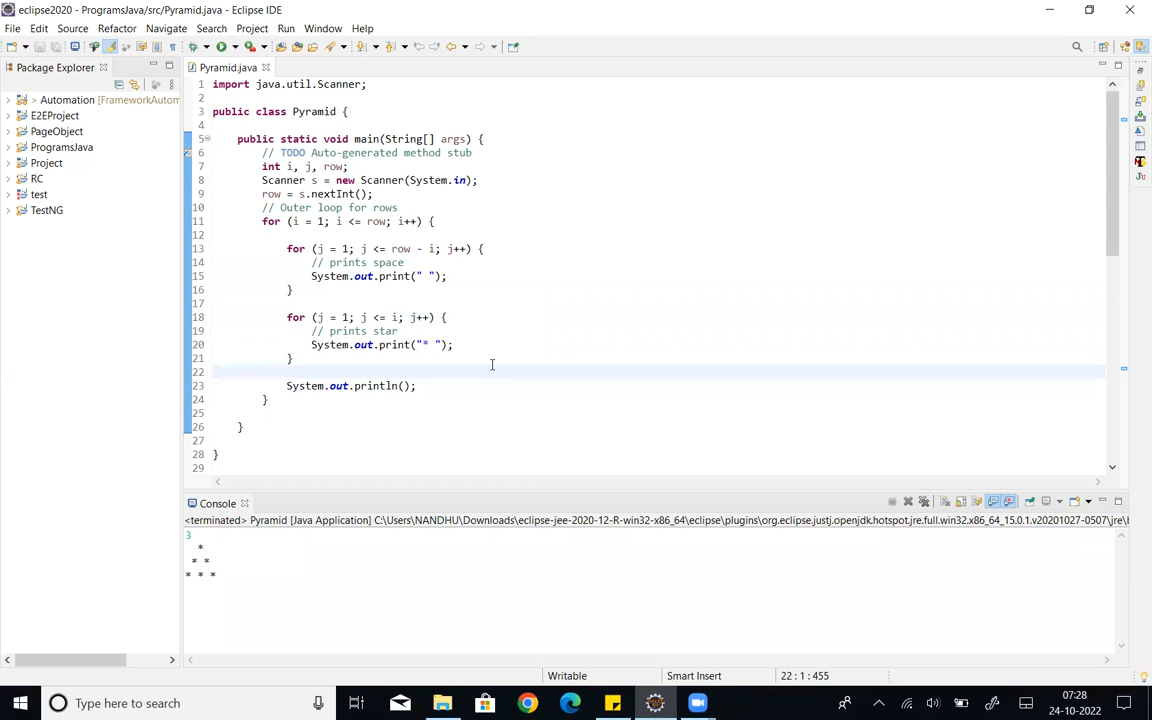 eclipse2020 - ProgramsJava/src/Pyramid.java - Eclipse IDE
File Edit Source Refactor Navigate Search Project Run Window Help
Package Explorer
Pyramid.java
> Automation [FrameworkAutom
E2EProject
PageObject
ProgramsJava
Project
RC
test
TestNG
1 import java.util.Scanner;
2
3 public class Pyramid {
4
5 public static void main(String[] args) {
6 // TODO Auto-generated method stub
7 int i, j, row;
8 Scanner s = new Scanner(System.in);
9 row = s.nextInt();
10 // Outer loop for rows
11 for (i = 1; i <= row; i++) {
12
13 for (j = 1; j <= row - i; j++) {
14 // prints space
15 System.out.print(" ");
16 }
17
18 for (j = 1; j <= i; j++) {
19 // prints star
20 System.out.print("* ");
21 }
22
23 System.out.println();
24 }
25
26 }
27
28 }
29
Console
<terminated> Pyramid [Java Application] C:\Users\NANDHU\Downloads\eclipse-jee-2020-12-R-win32-x86_64\eclipse\plugins\org.eclipse.justj.openjdk.hotspot.jre.full.win32.x86_64_15.0.1.v20201027-0507\jre\b
3
*
* *
* * *
Writable Smart Insert 22 : 1 : 455
Type here to search
07:28
24-10-2022